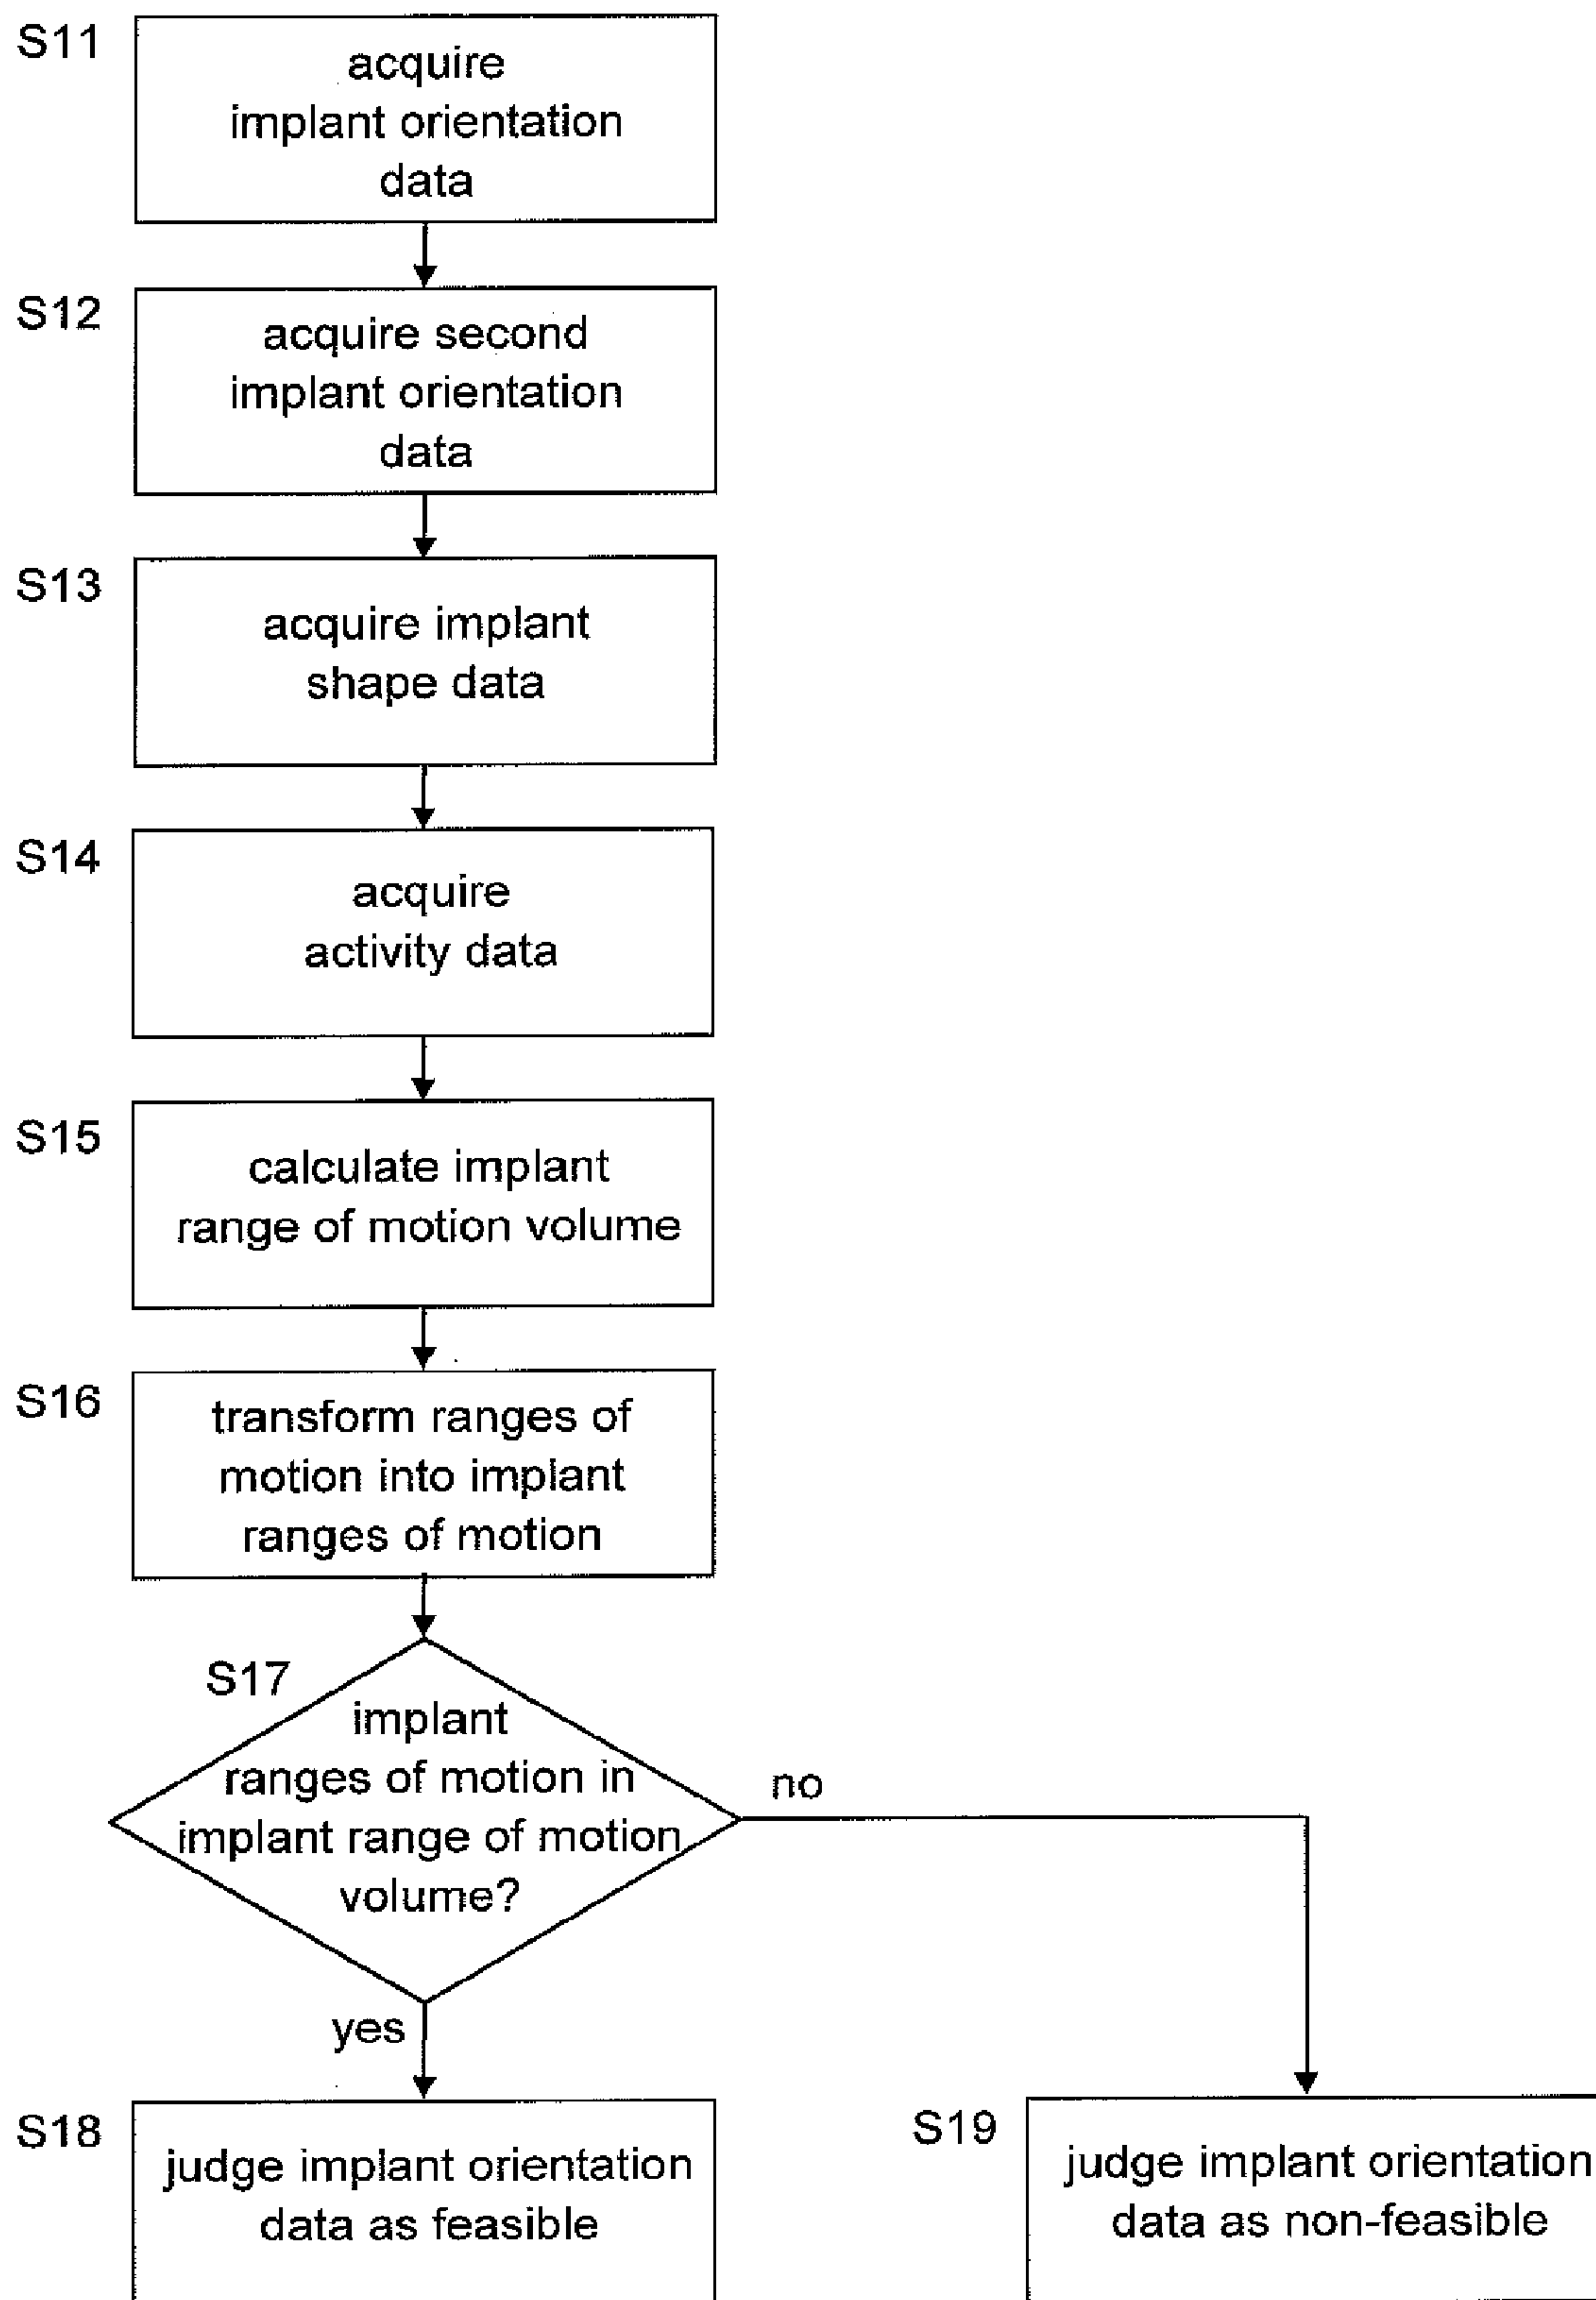 S11
acquire
implant orientation
data
S12
acquire second
implant orientation
data
S13
acquire implant
shape data
S14
acquire
activity data
S15
calculate implant
range of motion volume
S16
transform ranges of
motion into implant
ranges of motion
S17
implant
ranges of motion in
implant range of motion
volume?
no
yes
S18
judge implant orientation
data as feasible
S19
judge implant orientation
data as non-feasible